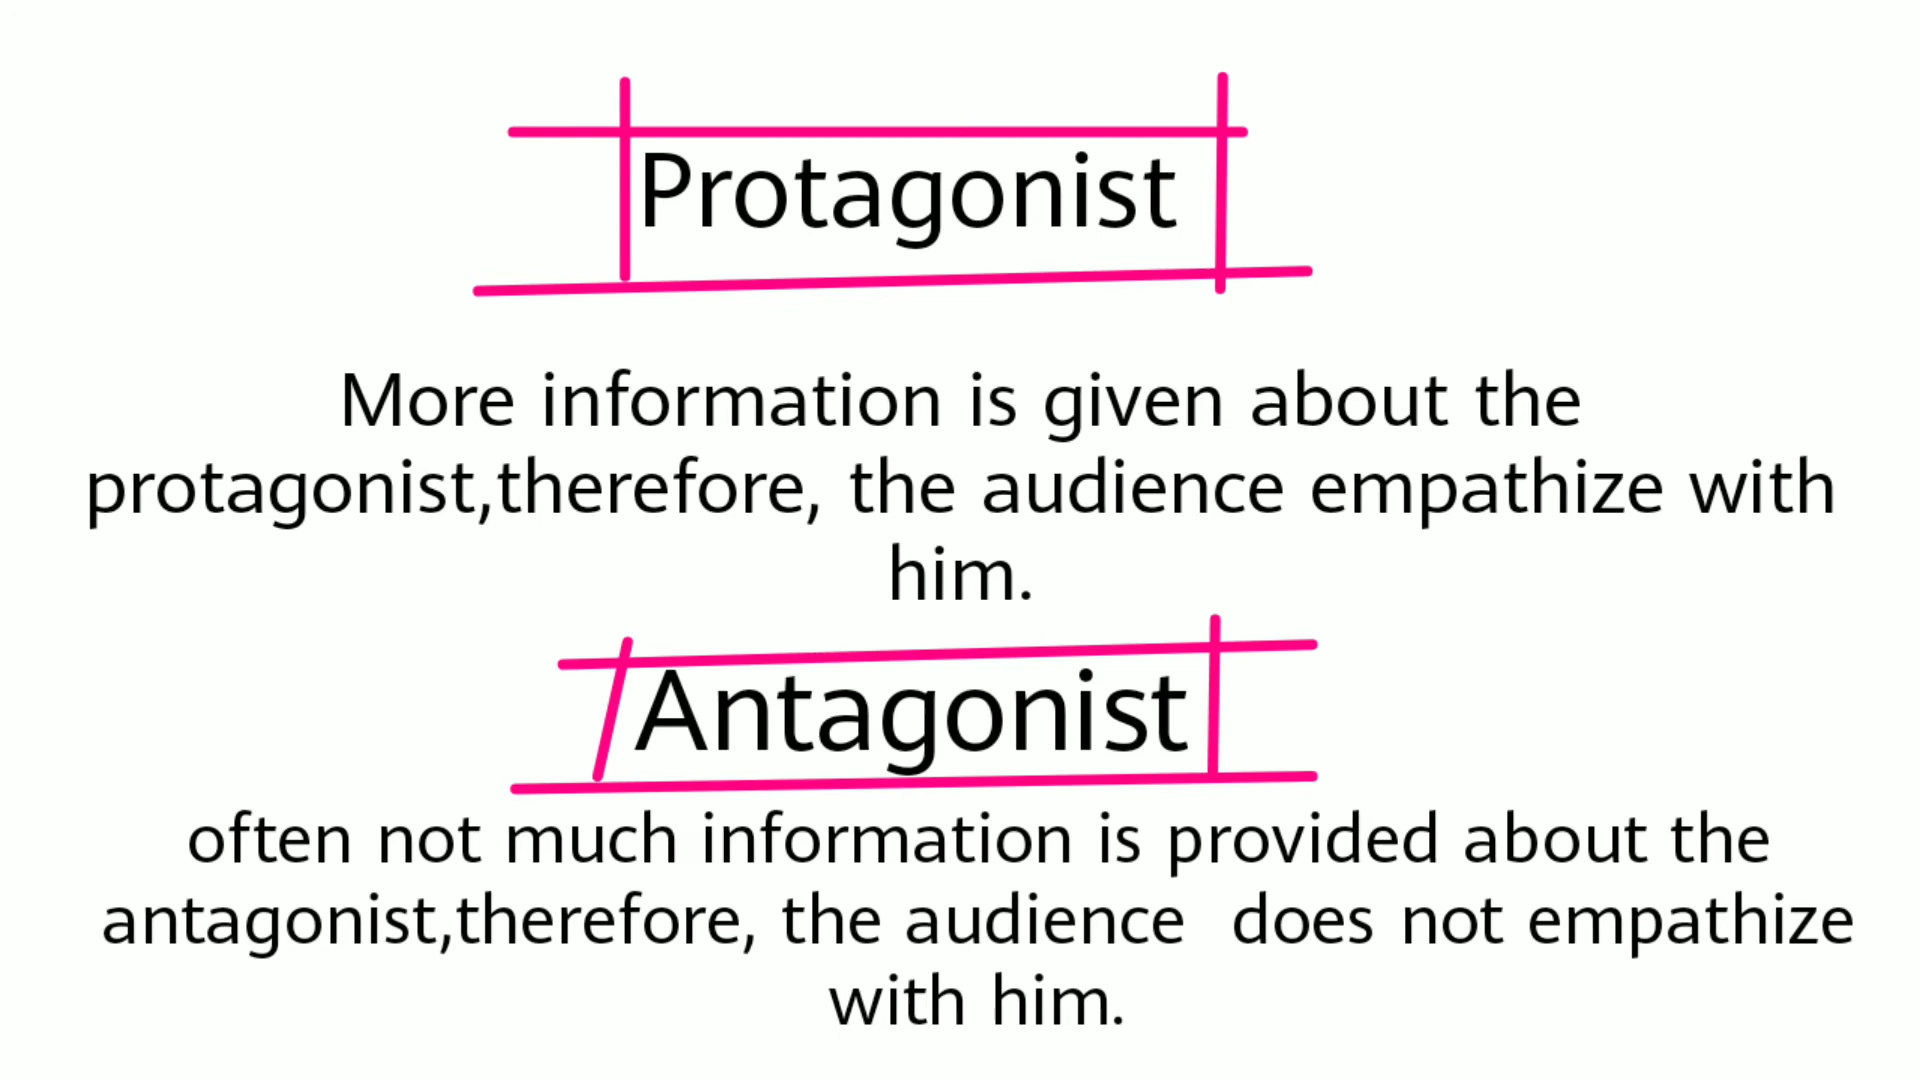 Protagonist
More information is given about the
protagonist,therefore, the audience empathize with
him.
Antagonist
often not much information is provided about the
antagonist,therefore, the audience  does not empathize
with him.